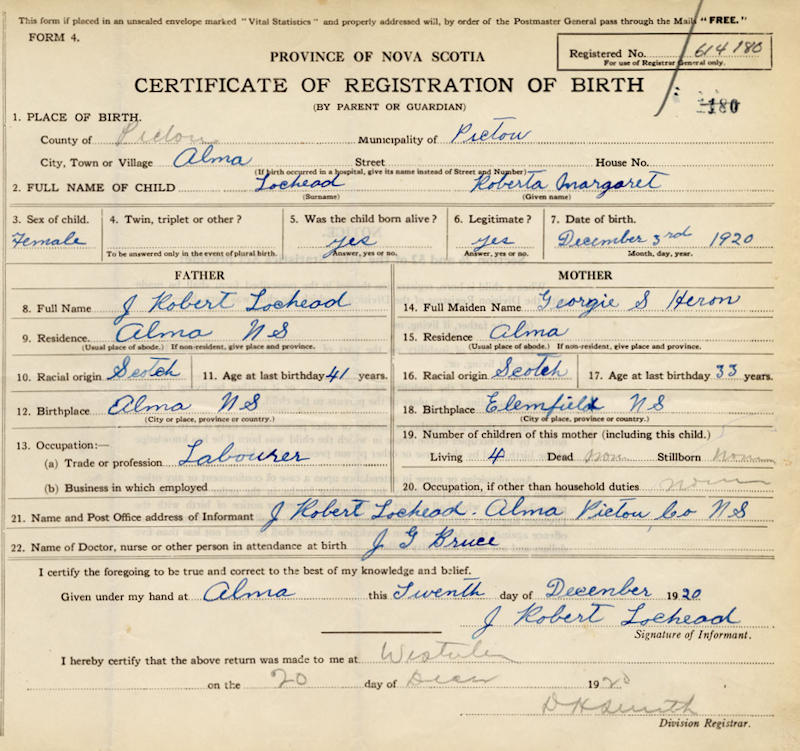 This form if placed in an unsealed envelope marked "Vital Statistics" and properly addressed will, by order of the Postmaster General pass through the Mails "FREE."
FORM 4.
PROVINCE OF NOVA SCOTIA
Registered No. 614180
For use of Registrar General only.
CERTIFICATE OF REGISTRATION OF BIRTH
(BY PARENT OR GUARDIAN)
180
1. PLACE OF BIRTH.
County of Pictou Municipality of Pictou
City, Town or Village Alma Street House No.
(If birth occurred in a hospital, give its name instead of Street and Number)
2. FULL NAME OF CHILD Lochead Roberta Margaret
(Surname) (Given name)
3. Sex of child. 4. Twin, triplet or other? 5. Was the child born alive? 6. Legitimate? 7. Date of birth.
Female yes yes December 3rd 1920
To be answered only in the event of plural birth. Answer, yes or no. Answer, yes or no. Month, day, year.
FATHER
8. Full Name J Robert Lochead
9. Residence. Alma N S
(Usual place of abode.) If non-resident, give place and province.
10. Racial origin Scotch 11. Age at last birthday 41 years.
12. Birthplace Alma N S
(City or place, province or country.)
13. Occupation:—
(a) Trade or profession Labourer
(b) Business in which employed
MOTHER
14. Full Maiden Name Georgie S Heron
15. Residence Alma
(Usual place of abode.) If non-resident, give place and province.
16. Racial origin Scotch 17. Age at last birthday 33 years.
18. Birthplace Elemfield N S
(City of place, province or country.)
19. Number of children of this mother (including this child.)
Living 4 Dead Stillborn
20. Occupation, if other than household duties
21. Name and Post Office address of Informant J Robert Lochead. Alma Pictou Co N S
22. Name of Doctor, nurse or other person in attendance at birth J G Bruce
I certify the foregoing to be true and correct to the best of my knowledge and belief.
Given under my hand at Alma this Twenth day of December 1920
J Robert Lochead
Signature of Informant.
I hereby certify that the above return was made to me at
on the 20 day of 1920
D H Smith
Division Registrar.